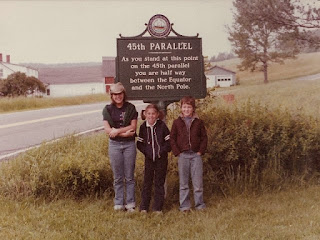 45th PARALLEL
As you stand at this point
on the 45th parallel
you are half way
between the Equator
and the North Pole.